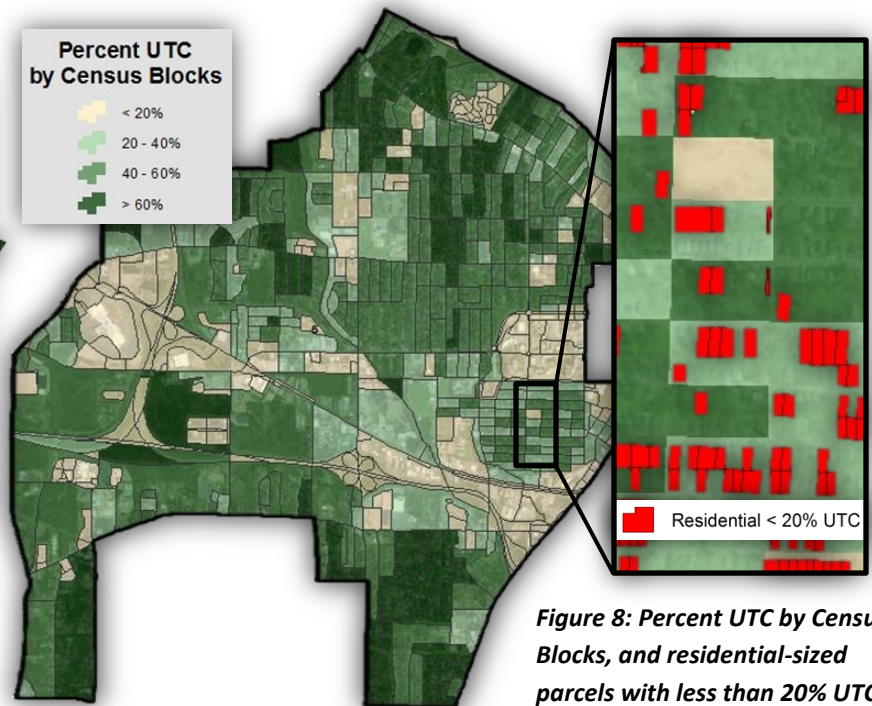 Percent UTC
by Census Blocks
< 20%
20 - 40%
40 - 60%
> 60%
Residential < 20% UTC
Figure 8: Percent UTC by Censu
Blocks, and residential-sized
parcels with less than 20% UTC